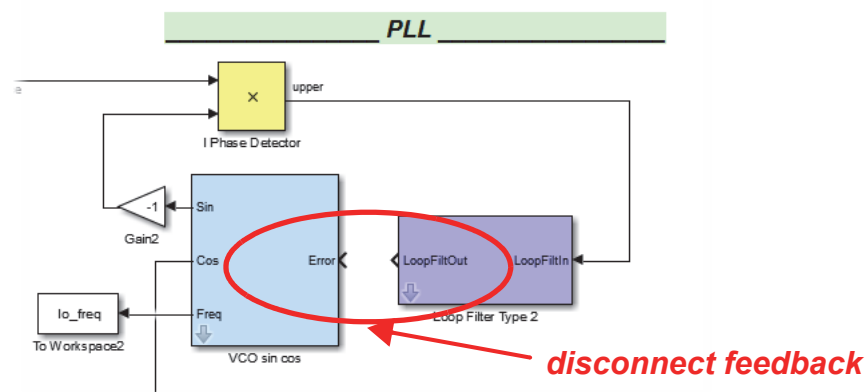 PLL
e
upper
×
I Phase Detector
-1
Gain2
Sin
Cos
Error
Freq
LoopFiltOut
LoopFiltIn
Loop Filter Type 2
Io_freq
To Workspace2
VCO sin cos
disconnect feedback